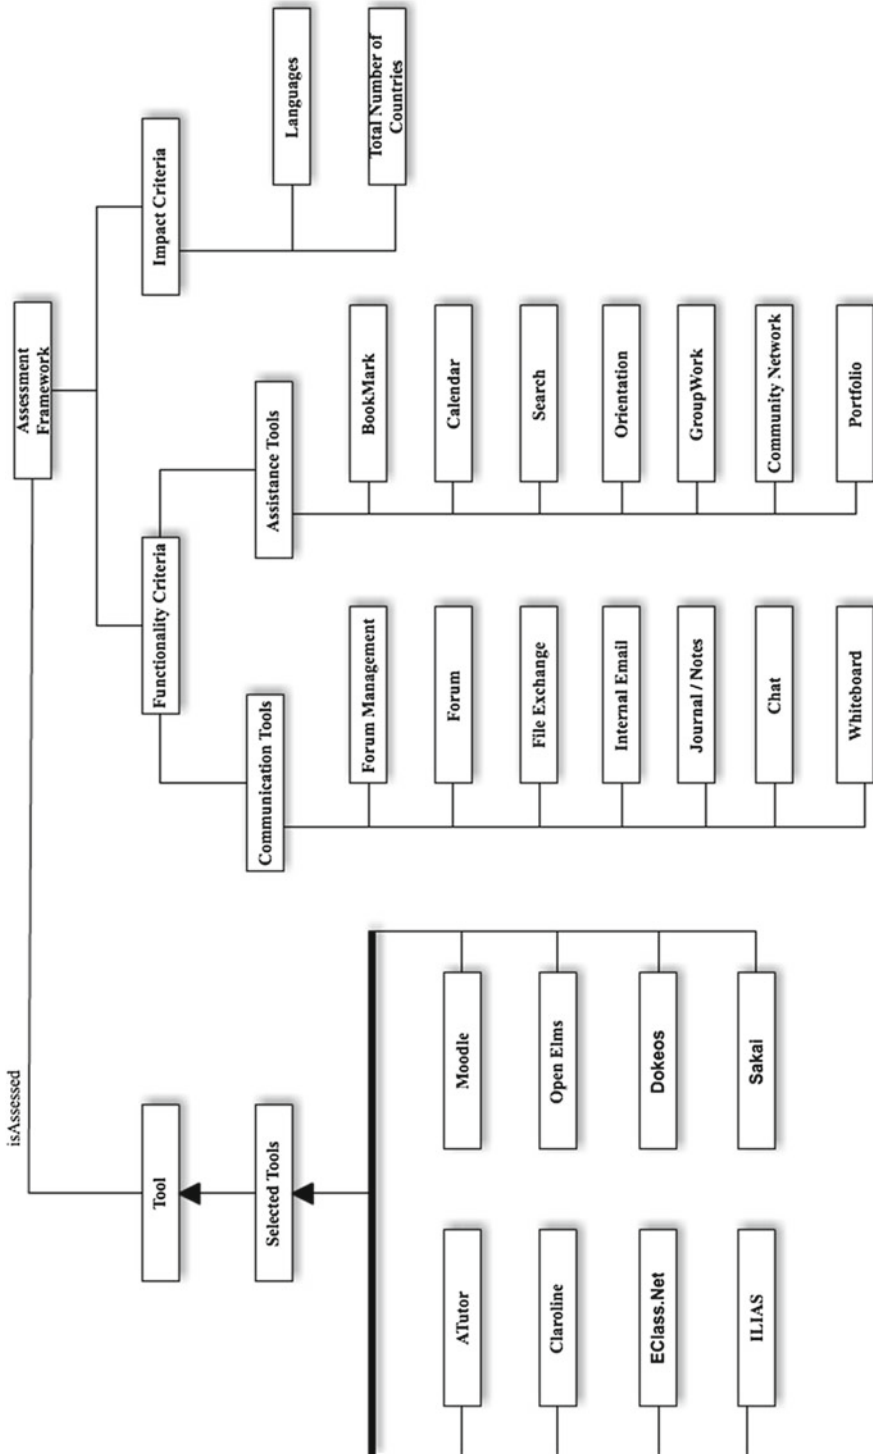 Assessment
Framework
isAssessed
Tool
Functionality Criteria
Impact Criteria
Selected Tools
Communication Tools
Assistance Tools
Languages
Total Number of
Countries
ATutor
Claroline
EClass.Net
ILIAS
Moodle
Open Elms
Dokeos
Sakai
Forum Management
Forum
File Exchange
Internal Email
Journal / Notes
Chat
Whiteboard
BookMark
Calendar
Search
Orientation
GroupWork
Community Network
Portfolio